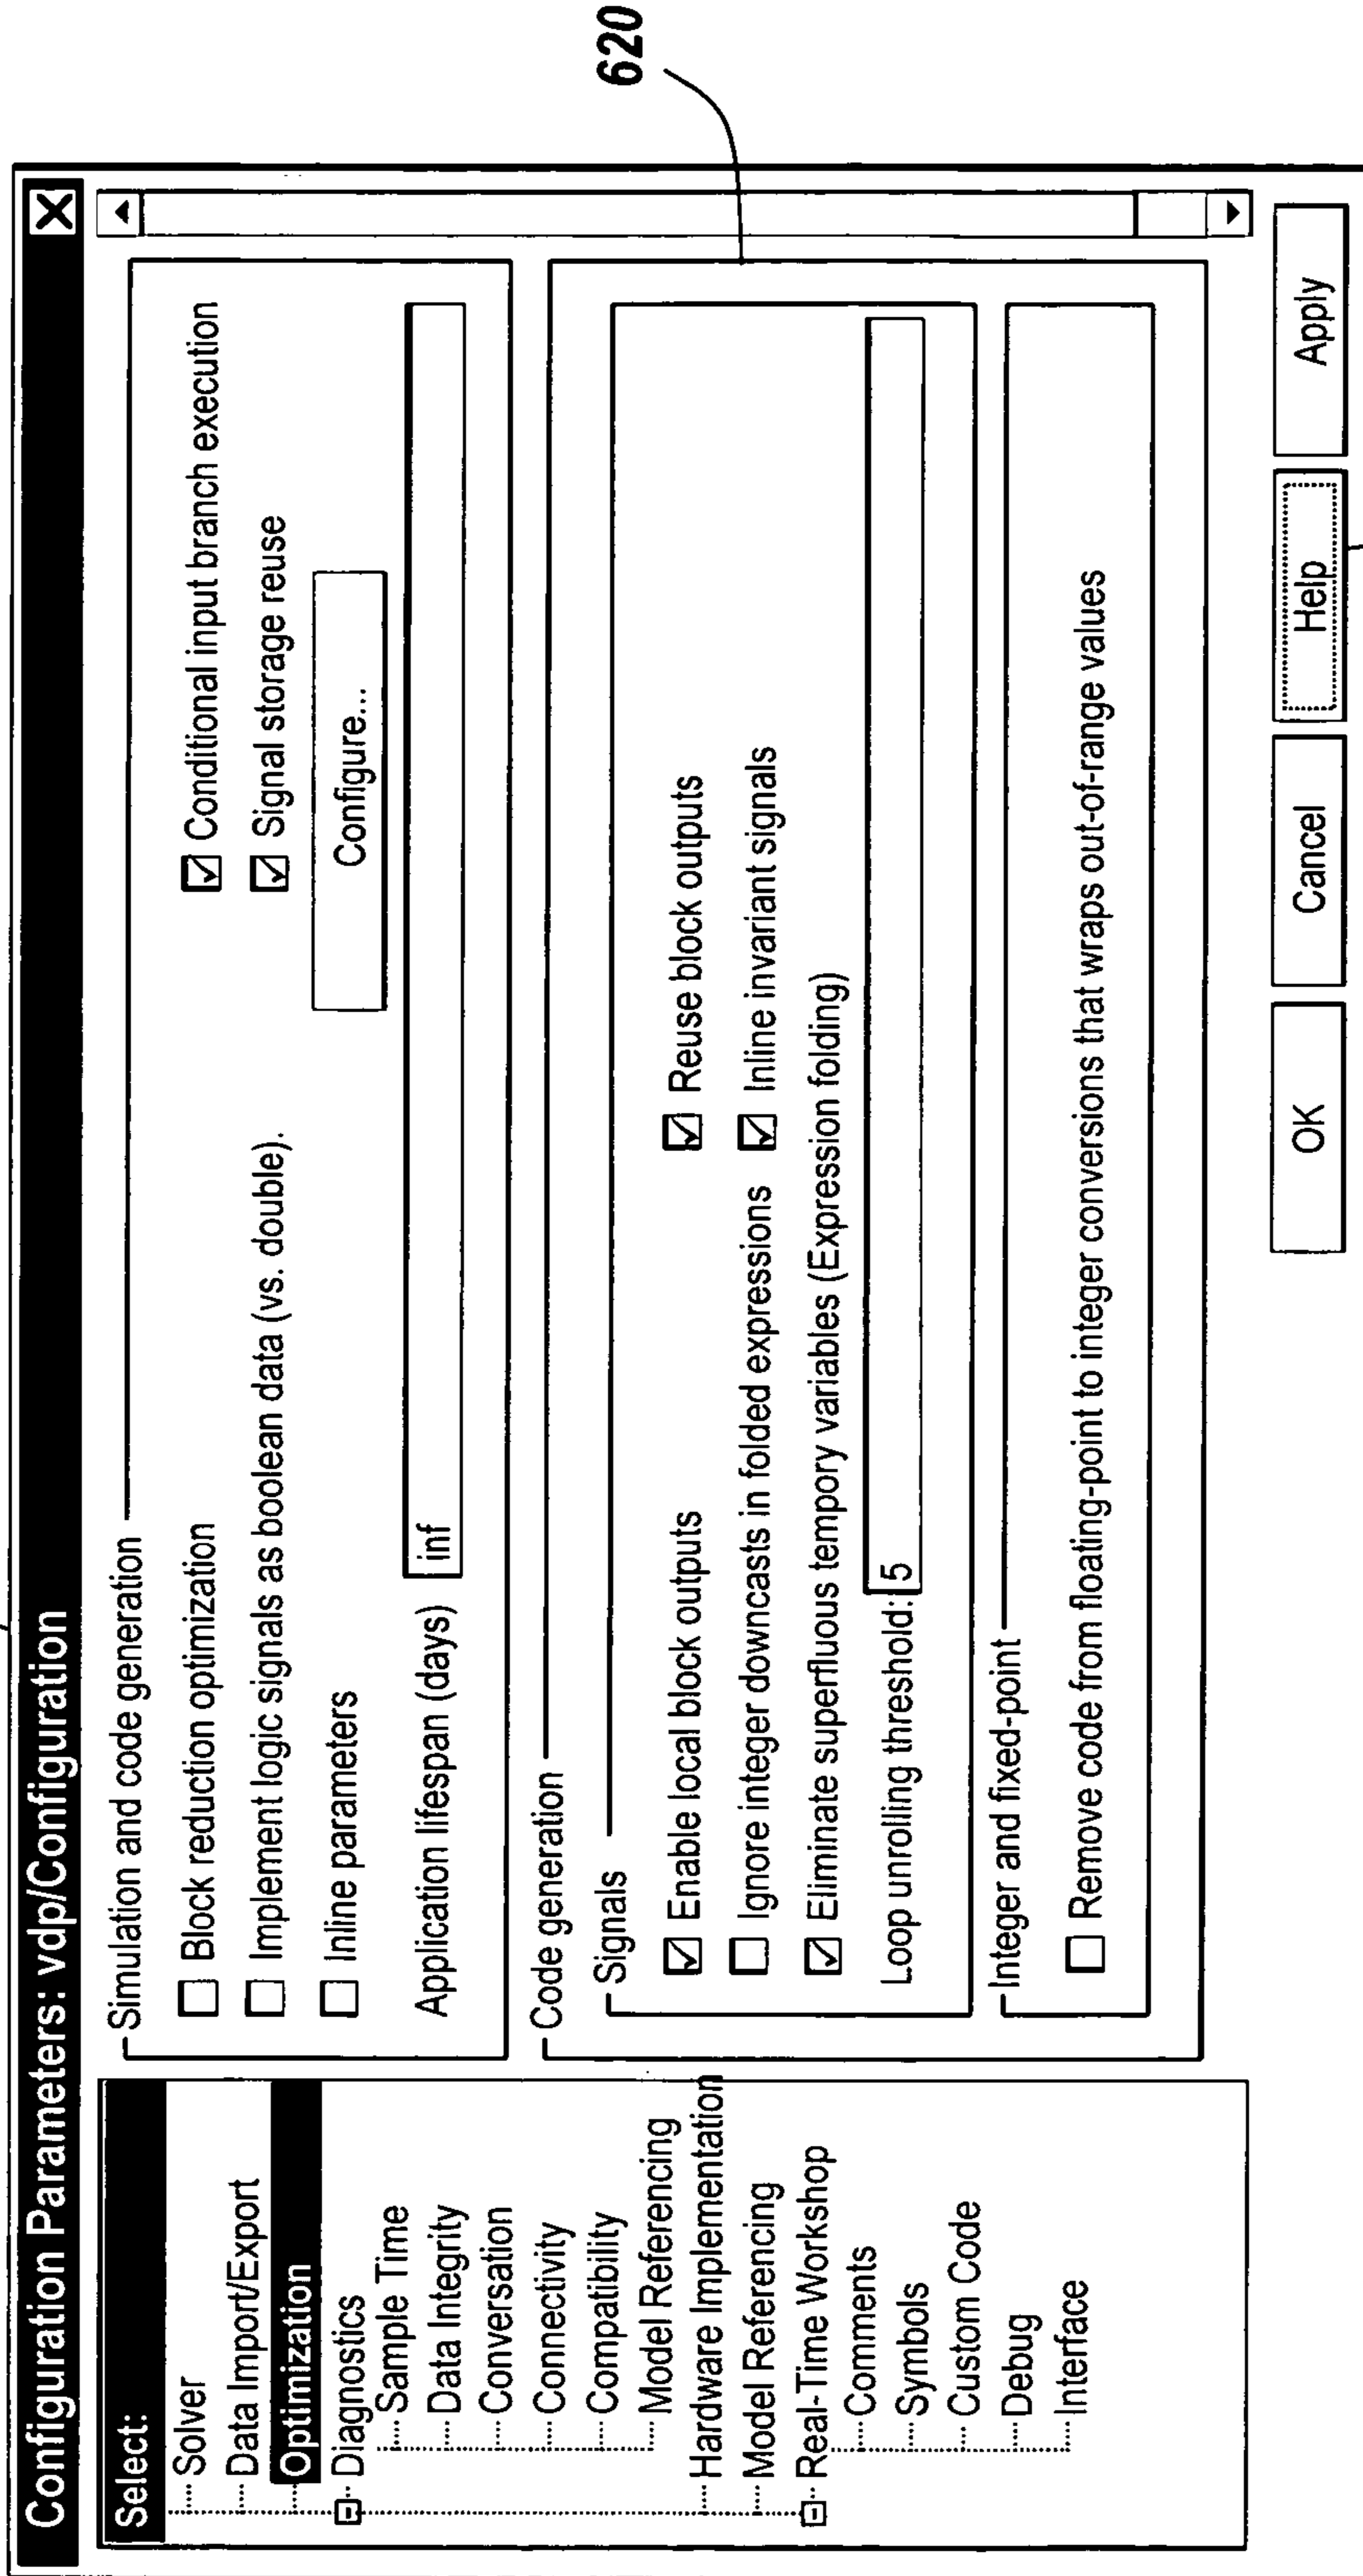 Configuration Parameters: vdp/Configuration
X
Select:
Solver
Data Import/Export
Optimization
Diagnostics
Sample Time
Data Integrity
Conversation
Connectivity
Compatibility
Model Referencing
Hardware Implementation
Model Referencing
Real-Time Workshop
Comments
Symbols
Custom Code
Debug
Interface
Simulation and code generation
Block reduction optimization
Conditional input branch execution
Implement logic signals as boolean data (vs. double).
Signal storage reuse
Inline parameters
Configure...
Application lifespan (days) inf
Code generation
Signals
Enable local block outputs
Reuse block outputs
Ignore integer downcasts in folded expressions
Inline invariant signals
Eliminate superfluous tempory variables (Expression folding)
Loop unrolling threshold: 5
Integer and fixed-point
Remove code from floating-point to integer conversions that wraps out-of-range values
OK
Cancel
Help
Apply
620